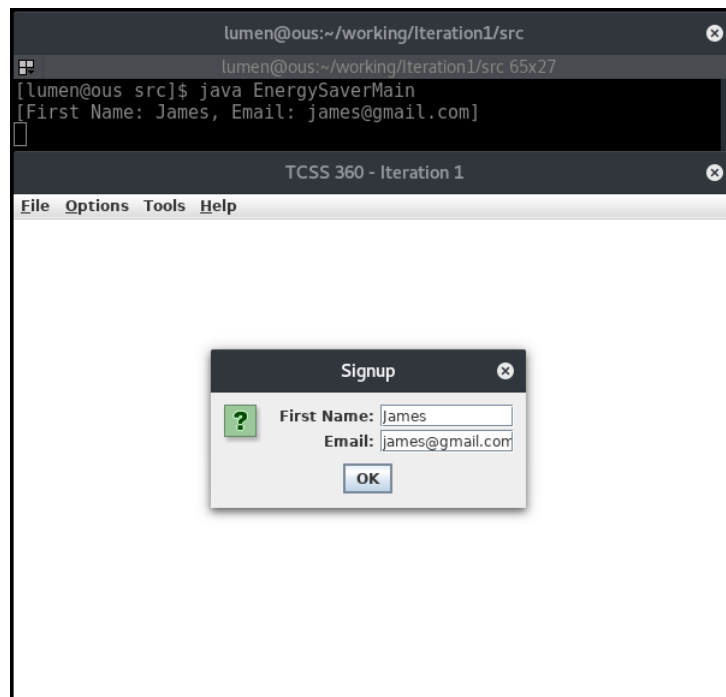 lumen@ous:~/working/Iteration1/src
lumen@ous:~/working/Iteration1/src 65x27
[lumen@ous src]$ java EnergySaverMain
[First Name: James, Email: james@gmail.com]
TCSS 360 - Iteration 1
File Options Tools Help
Signup
?
First Name: James
Email: james@gmail.com
OK